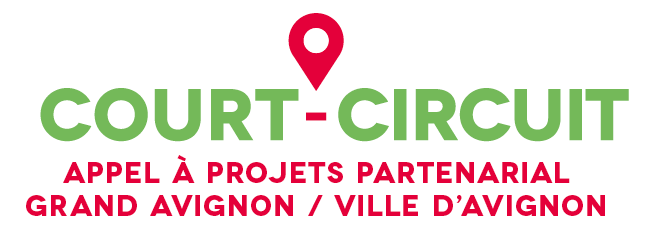 COURT-CIRCUIT
APPEL À PROJETS PARTENARIAL
GRAND AVIGNON / VILLE D'AVIGNON